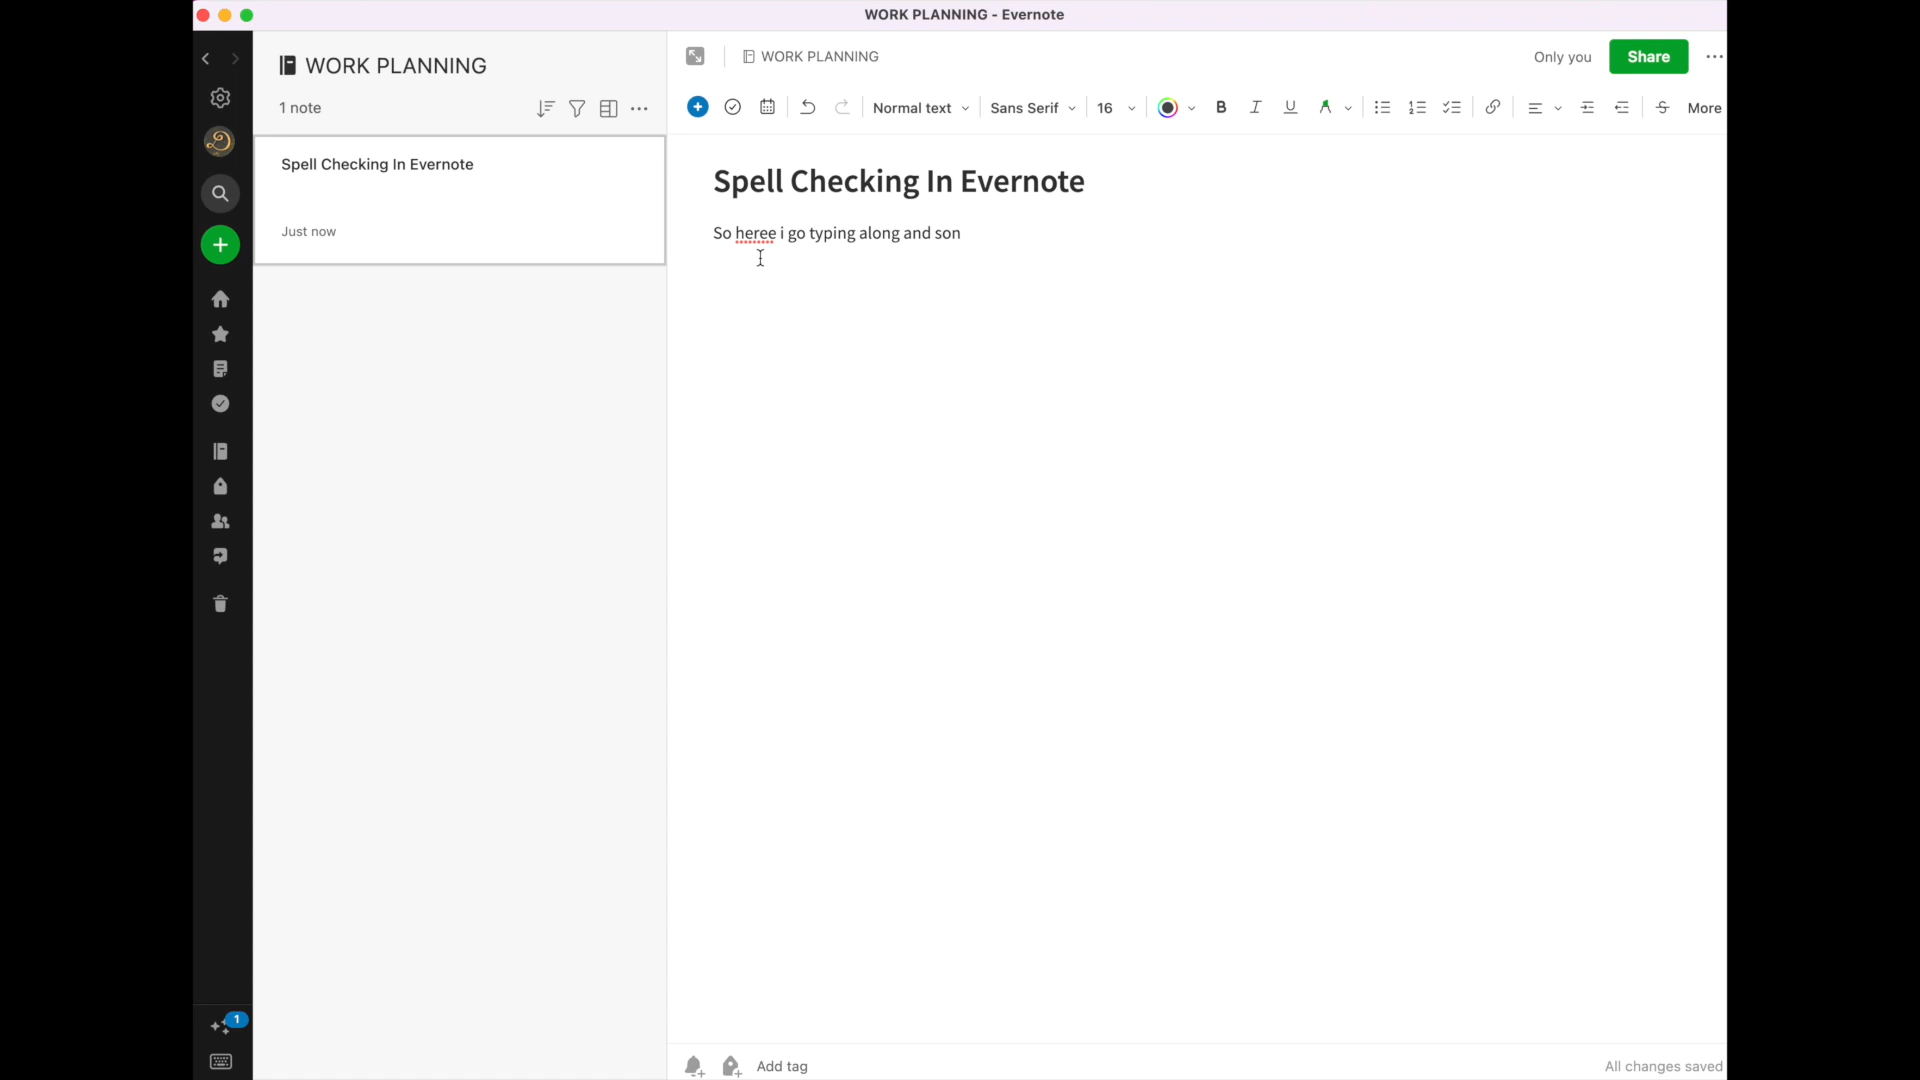 WORK PLANNING - Evernote
WORK PLANNING
1 note
Spell Checking In Evernote
Just now
WORK PLANNING
Only you
Share
Normal text
Sans Serif
16
B
I
U
S
More
Spell Checking In Evernote
So heree i go typing along and son
1
Add tag
All changes saved